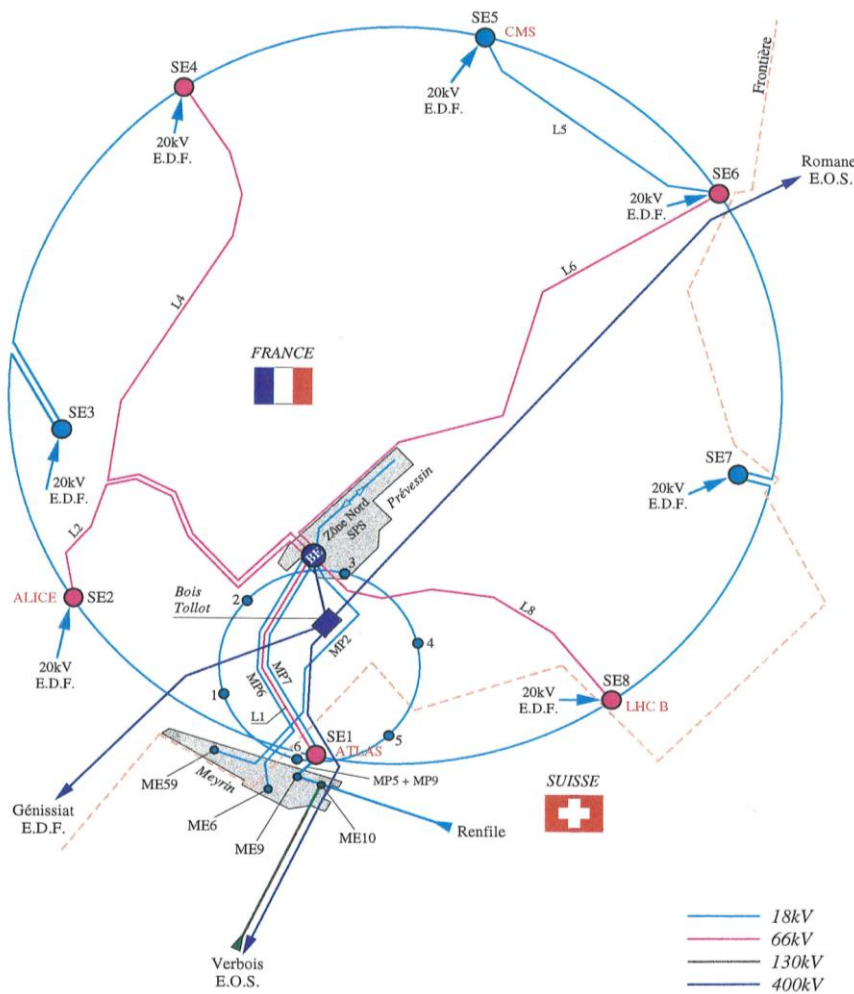 SE5
CMS
SE4
20kV
E.D.F.
20kV
E.D.F.
L5
Frontière
Romanel
E.O.S.
SE6
20kV
E.D.F.
L6
L4
FRANCE
SE3
20kV
E.D.F.
SE7
20kV
E.D.F.
Prévessin
Zône Nord
SPS
BE
3
L2
ALICE
SE2
20kV
E.D.F.
Bois
Tollot
2
MP2
4
L8
MP7
MP6
1
L1
20kV
E.D.F.
SE8
LHC B
SE1
ATLAS
5
6
MP5 + MP9
ME59
Meyrin
ME6
ME9
ME10
Génissiat
E.D.F.
SUISSE
Renfile
Verbois
E.O.S.
18kV
66kV
130kV
400kV